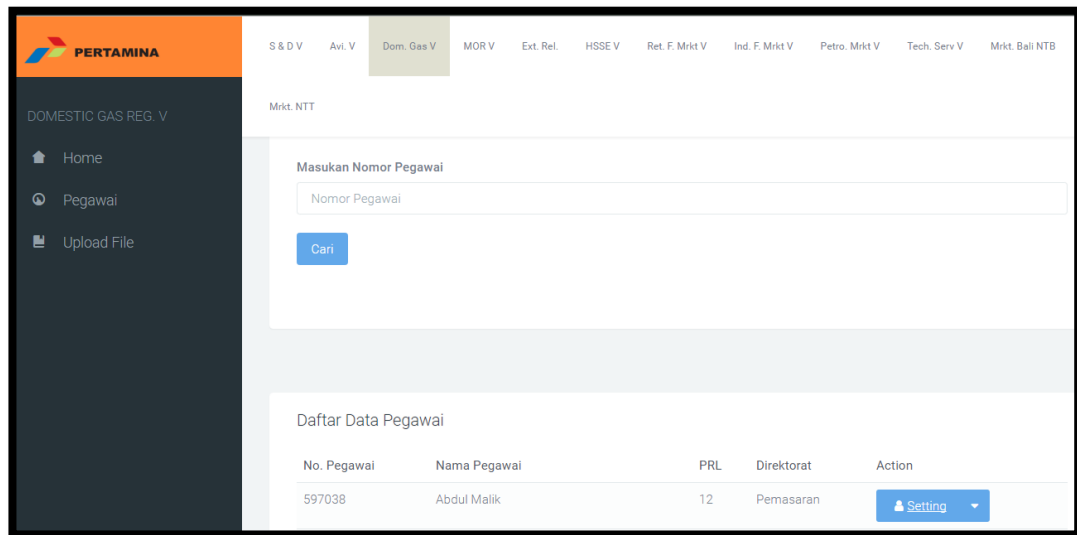 PERTAMINA
S & D V Avi. V Dom. Gas V MOR V Ext. Rel. HSSE V Ret. F. Mrkt V Ind. F. Mrkt V Petro. Mrkt V Tech. Serv V Mrkt. Bali NTB
Mrkt. NTT
DOMESTIC GAS REG. V
Home
Pegawai
Upload File
Masukan Nomor Pegawai
Nomor Pegawai
Cari
Daftar Data Pegawai
No. Pegawai Nama Pegawai PRL Direktorat Action
597038 Abdul Malik 12 Pemasaran Setting